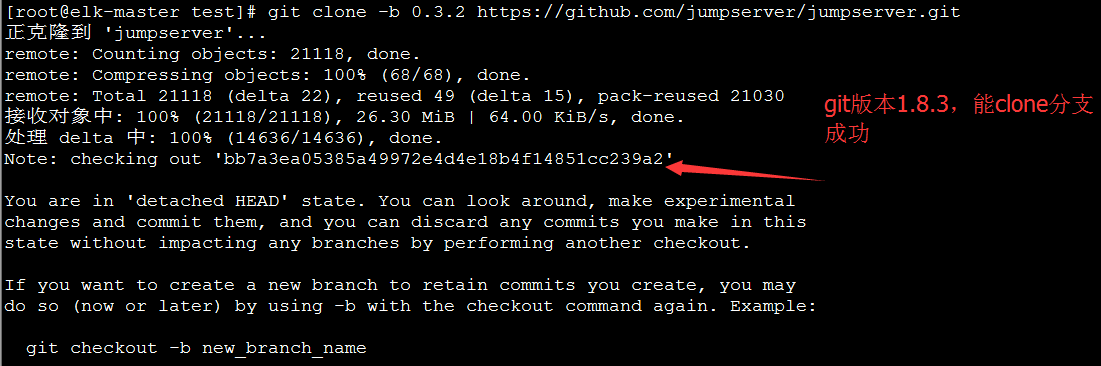 [root@elk-master test]# git clone -b 0.3.2 https://github.com/jumpserver/jumpserver.git
正克隆到 'jumpserver'...
remote: Counting objects: 21118, done.
remote: Compressing objects: 100% (68/68), done.
remote: Total 21118 (delta 22), reused 49 (delta 15), pack-reused 21030
接收对象中: 100% (21118/21118), 26.30 MiB | 64.00 KiB/s, done.
处理 delta 中: 100% (14636/14636), done.
Note: checking out 'bb7a3ea05385a49972e4d4e18b4f14851cc239a2'
git版本1.8.3，能clone分支
成功
You are in 'detached HEAD' state. You can look around, make experimental
changes and commit them, and you can discard any commits you make in this
state without impacting any branches by performing another checkout.
If you want to create a new branch to retain commits you create, you may
do so (now or later) by using -b with the checkout command again. Example:
git checkout -b new_branch_name